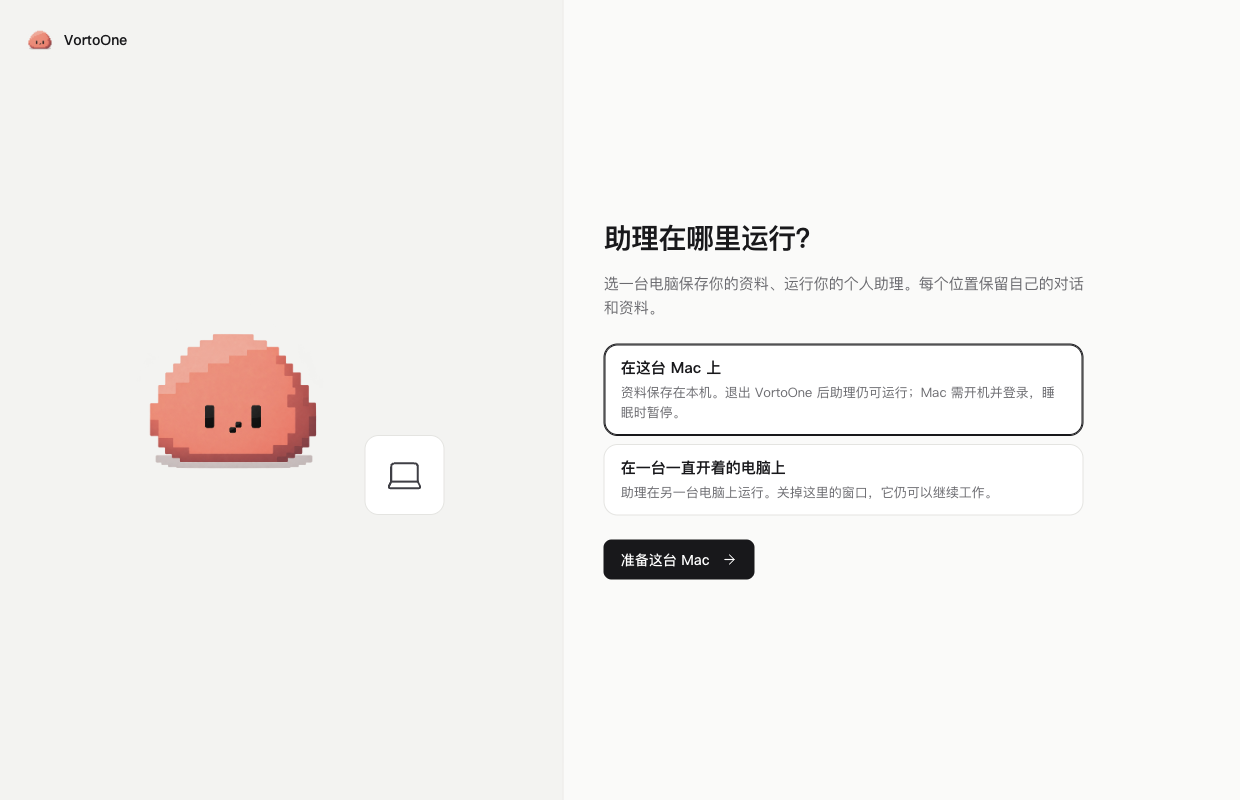 VortoOne
助理在哪里运行?
选一台电脑保存你的资料、运行你的个人助理。每个位置保留自己的对话
和资料。
在这台 Mac 上
资料保存在本机。退出 VortoOne 后助理仍可运行；Mac 需开机并登录，睡
眠时暂停。
在一台一直开着的电脑上
助理在另一台电脑上运行。关掉这里的窗口，它仍可以继续工作。
准备这台 Mac →